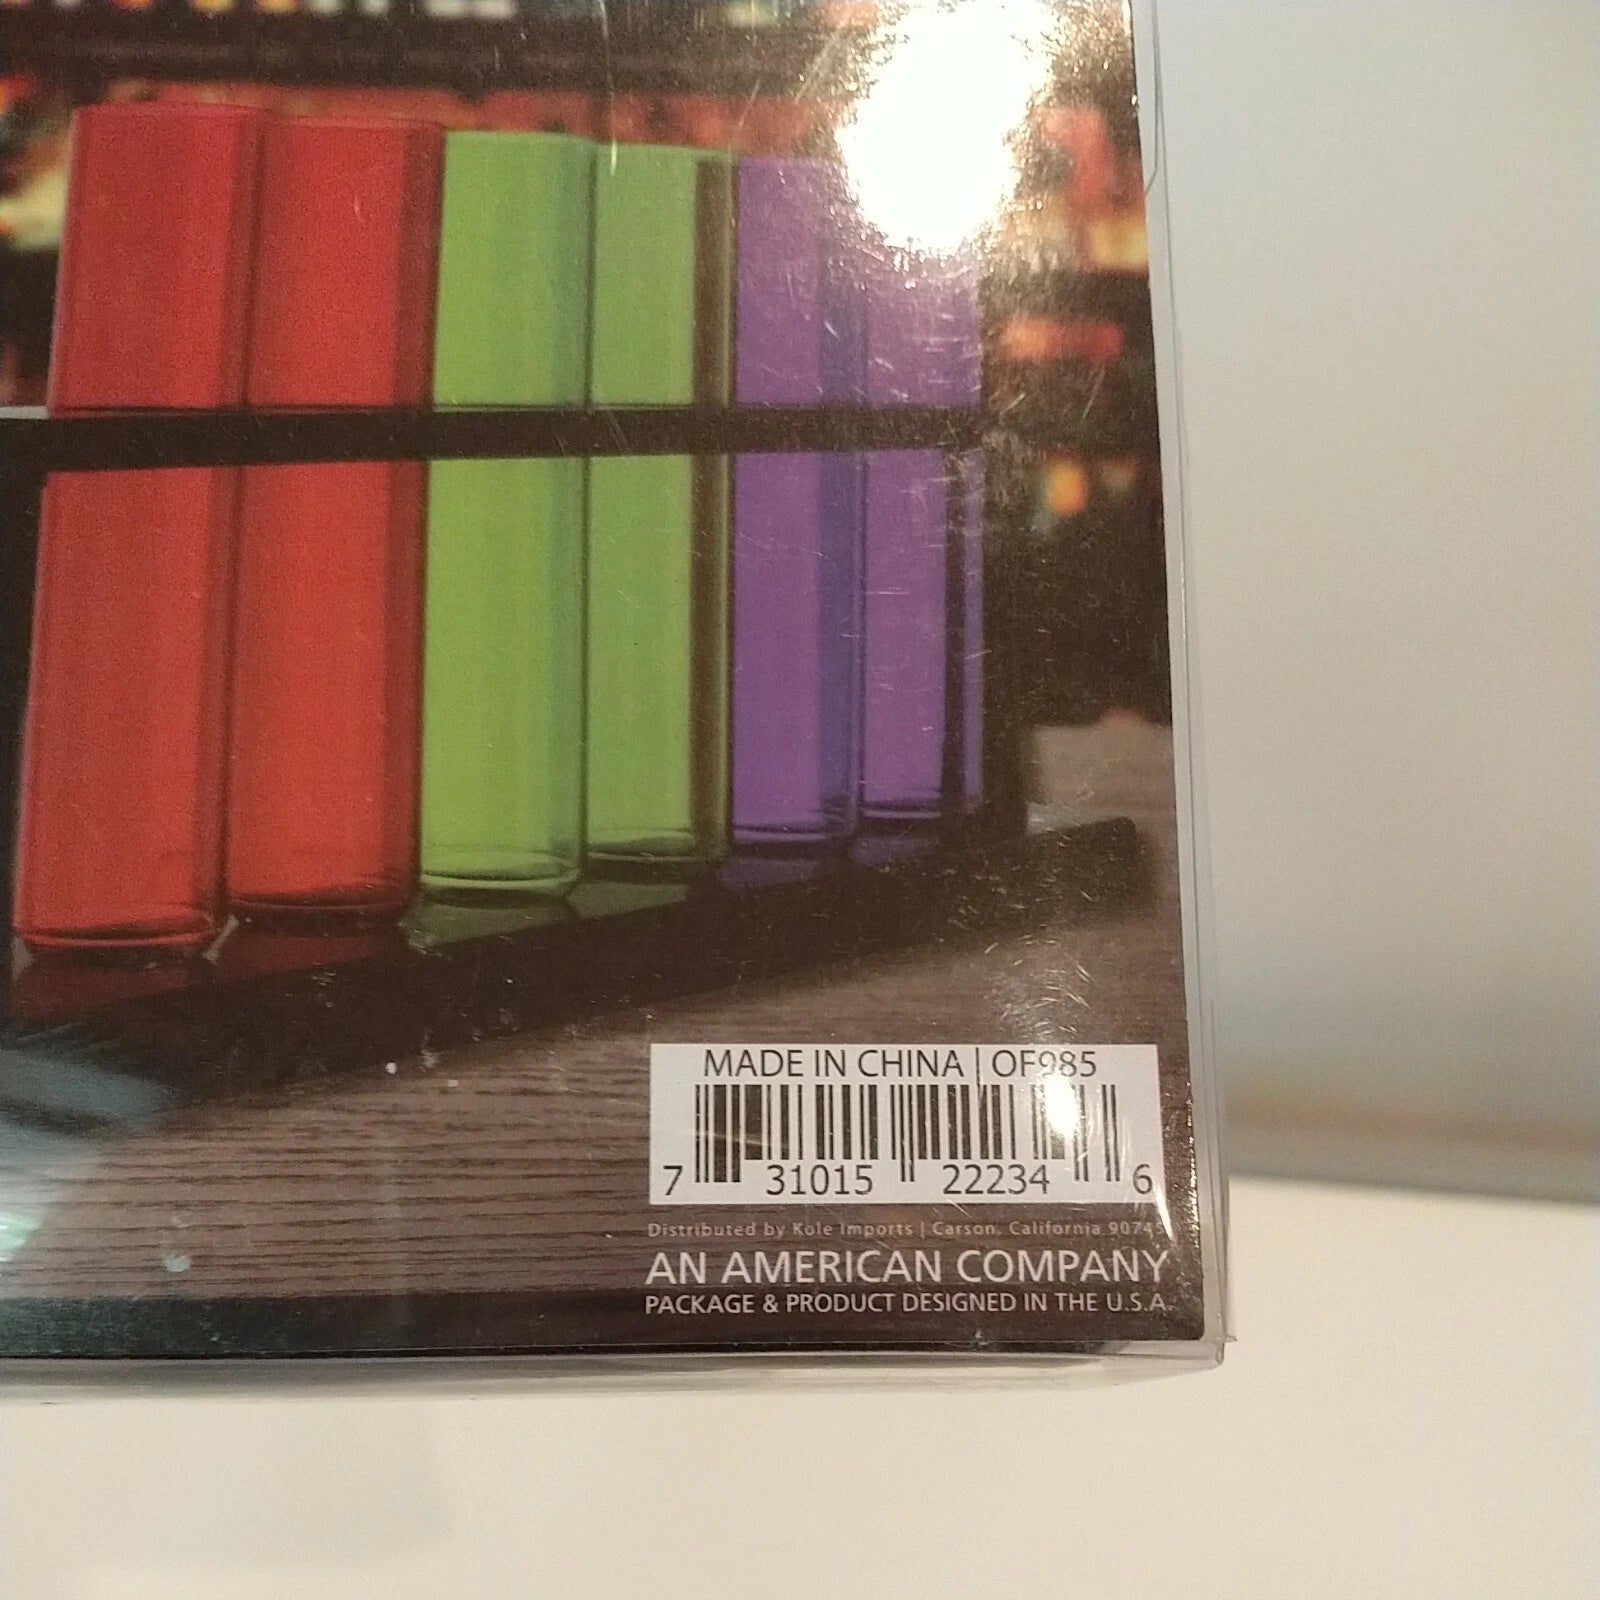 MADE IN CHINA | OF985
7 31015 22234 6
Distributed by Kole Imports | Carson, California 90745
AN AMERICAN COMPANY
PACKAGE & PRODUCT DESIGNED IN THE U.S.A.